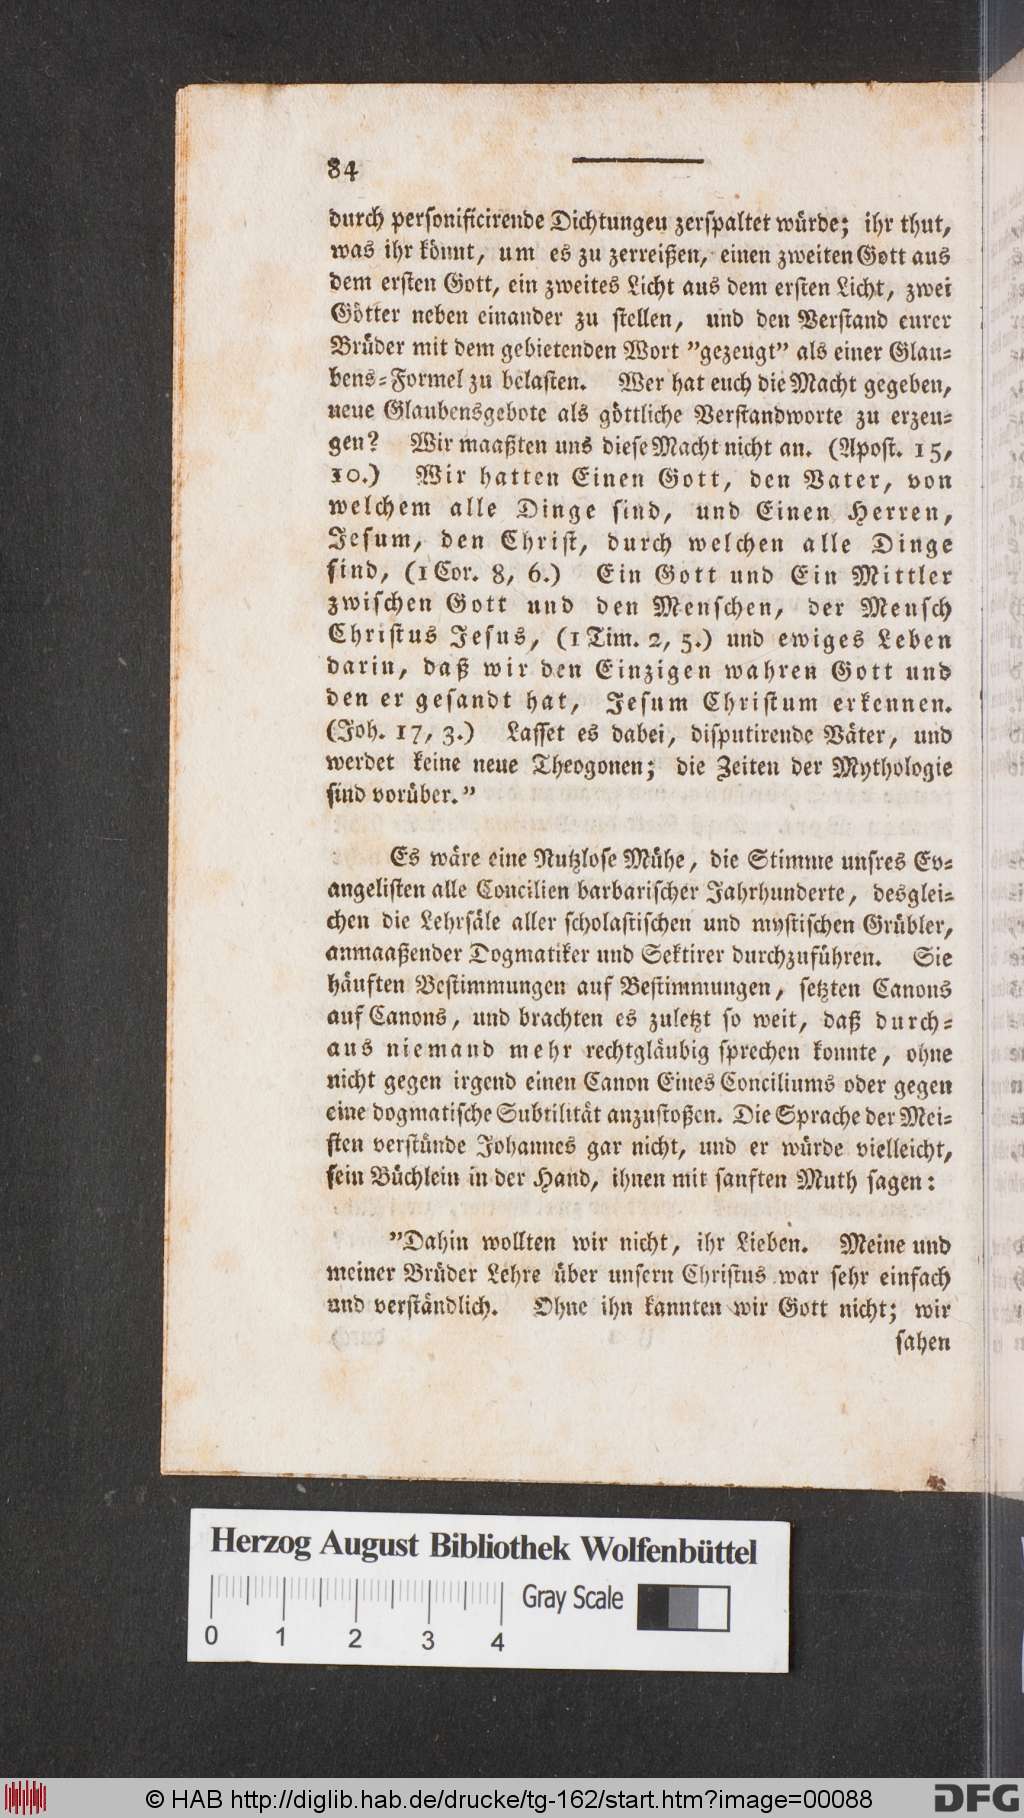 84
durch personificirende Dichtungen zerspaltet würde; ihr thut,
was ihr könnt, um es zu zerreißen, einen zweiten Gott aus
dem ersten Gott, ein zweites Licht aus dem ersten Licht, zwei
Götter neben einander zu stellen, und den Verstand eurer
Brüder mit dem gebietenden Wort "gezeugt" als einer Glau-
bens-Formel zu belasten. Wer hat euch die Macht gegeben,
neue Glaubensgebote als göttliche Verstandworte zu erzeu-
gen? Wir maaßten uns diese Macht nicht an. (Apost. 15,
10.) Wir hatten Einen Gott, den Vater, von
welchem alle Dinge sind, und Einen Herren,
Jesum, den Christ, durch welchen alle Dinge
sind, (1 Cor. 8, 6.) Ein Gott und Ein Mittler
zwischen Gott und den Menschen, der Mensch
Christus Jesus, (1 Tim. 2, 5.) und ewiges Leben
darin, daß wir den Einzigen wahren Gott und
den er gesandt hat, Jesum Christum erkennen.
(Joh. 17, 3.) Lasset es dabei, disputirende Väter, und
werdet keine neue Theogonen; die Zeiten der Mythologie
sind vorüber."
Es wäre eine Nutzlose Mühe, die Stimme unsres Ev-
angelisten alle Concilien barbarischer Jahrhunderte, desglei-
chen die Lehrsäle aller scholastischen und mystischen Grübler,
anmaaßender Dogmatiker und Sektirer durchzuführen. Sie
häuften Bestimmungen auf Bestimmungen, setzten Canons
auf Canons, und brachten es zuletzt so weit, daß durch-
aus niemand mehr rechtgläubig sprechen konnte, ohne
nicht gegen irgend einen Canon Eines Conciliums oder gegen
eine dogmatische Subtilität anzustoßen. Die Sprache der Mei-
sten verstünde Johannes gar nicht, und er würde vielleicht,
sein Büchlein in der Hand, ihnen mit sanften Muth sagen:
"Dahin wollten wir nicht, ihr Lieben. Meine und
meiner Brüder Lehre über unsern Christus war sehr einfach
und verständlich. Ohne ihn kannten wir Gott nicht; wir
sahen
Herzog August Bibliothek Wolfenbüttel
Gray Scale
0 1 2 3 4
© HAB http://diglib.hab.de/drucke/tg-162/start.htm?image=00088
DFG